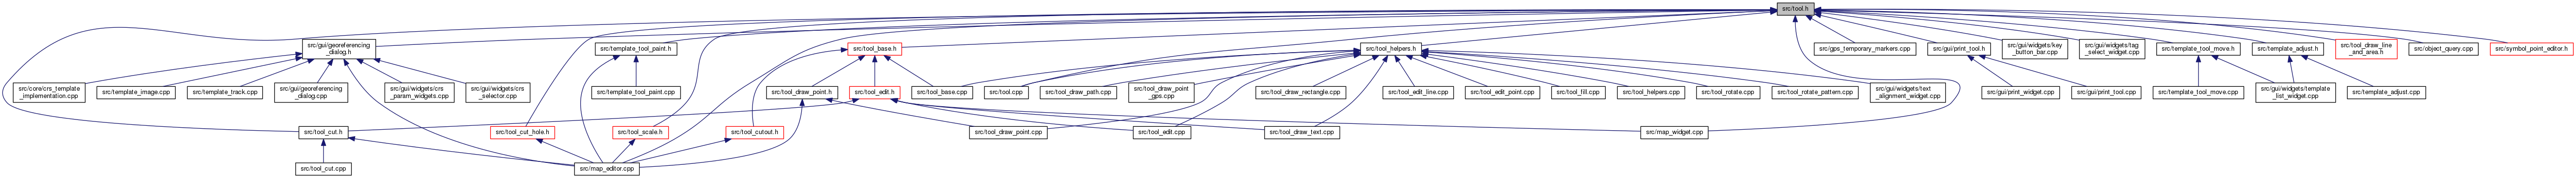 src/tool.h
src/gui/georeferencing
_dialog.h
src/template_tool_paint.h
src/tool_base.h
src/tool_helpers.h
src/gps_temporary_markers.cpp
src/gui/print_tool.h
src/gui/widgets/key
_button_bar.cpp
src/gui/widgets/tag
_select_widget.cpp
src/template_tool_move.h
src/template_adjust.h
src/tool_draw_line
_and_area.h
src/object_query.cpp
src/symbol_point_editor.h
src/core/crs_template
_implementation.cpp
src/template_image.cpp
src/template_track.cpp
src/gui/georeferencing
_dialog.cpp
src/gui/widgets/crs
_param_widgets.cpp
src/gui/widgets/crs
_selector.cpp
src/template_tool_paint.cpp
src/tool_draw_point.h
src/tool_edit.h
src/tool_base.cpp
src/tool.cpp
src/tool_draw_path.cpp
src/tool_draw_point
_gps.cpp
src/tool_draw_rectangle.cpp
src/tool_edit_line.cpp
src/tool_edit_point.cpp
src/tool_fill.cpp
src/tool_helpers.cpp
src/tool_rotate.cpp
src/tool_rotate_pattern.cpp
src/gui/widgets/text
_alignment_widget.cpp
src/gui/print_widget.cpp
src/gui/print_tool.cpp
src/template_tool_move.cpp
src/gui/widgets/template
_list_widget.cpp
src/template_adjust.cpp
src/tool_cut.h
src/tool_cut_hole.h
src/tool_scale.h
src/tool_cutout.h
src/tool_draw_point.cpp
src/tool_edit.cpp
src/tool_draw_text.cpp
src/map_widget.cpp
src/tool_cut.cpp
src/map_editor.cpp